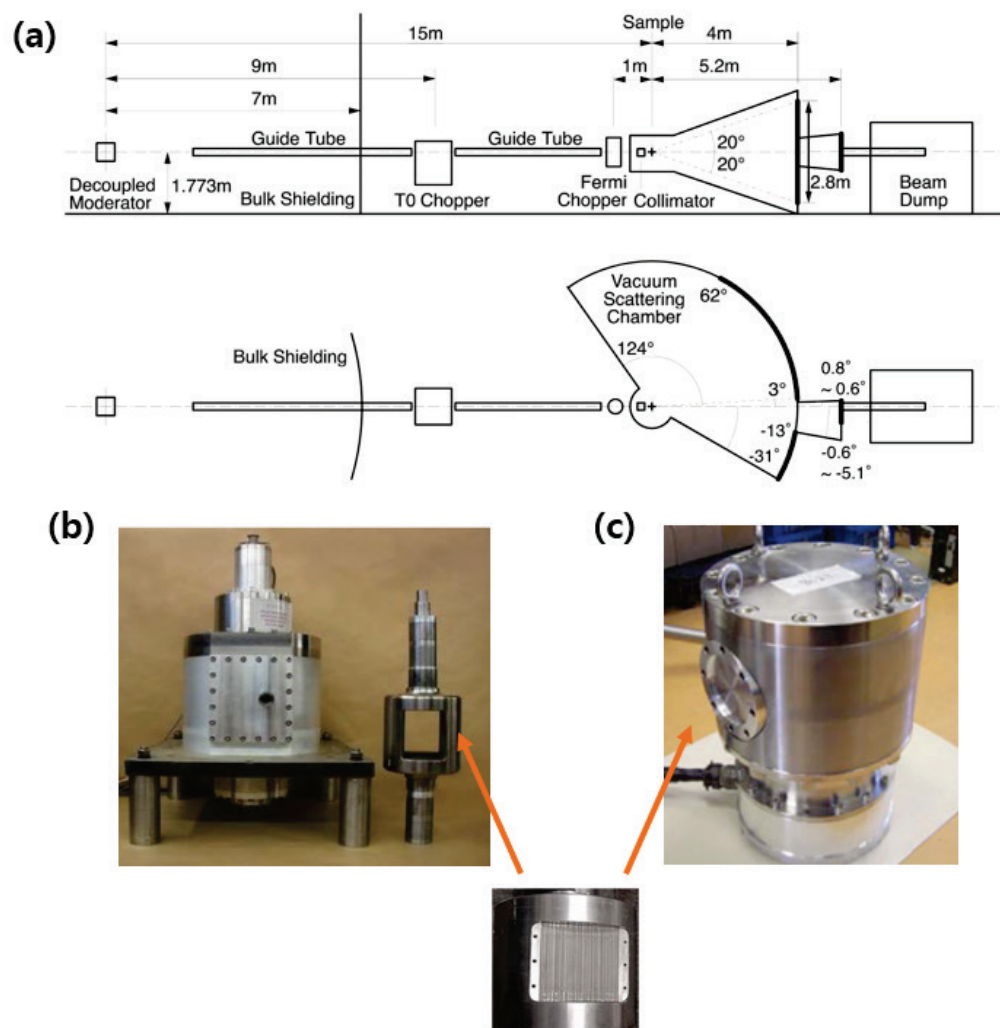 (a)
15m
Sample
4m
9m
1m
5.2m
7m
Guide Tube
Guide Tube
20°
20°
1.773m
Decoupled
Moderator
Bulk Shielding
T0 Chopper
Fermi
Chopper
Collimator
2.8m
Beam
Dump
Vacuum
Scattering
Chamber
62°
Bulk Shielding
124°
3°
0.8°
~ 0.6°
-13°
-31°
-0.6°
~ -5.1°
(b)
(c)